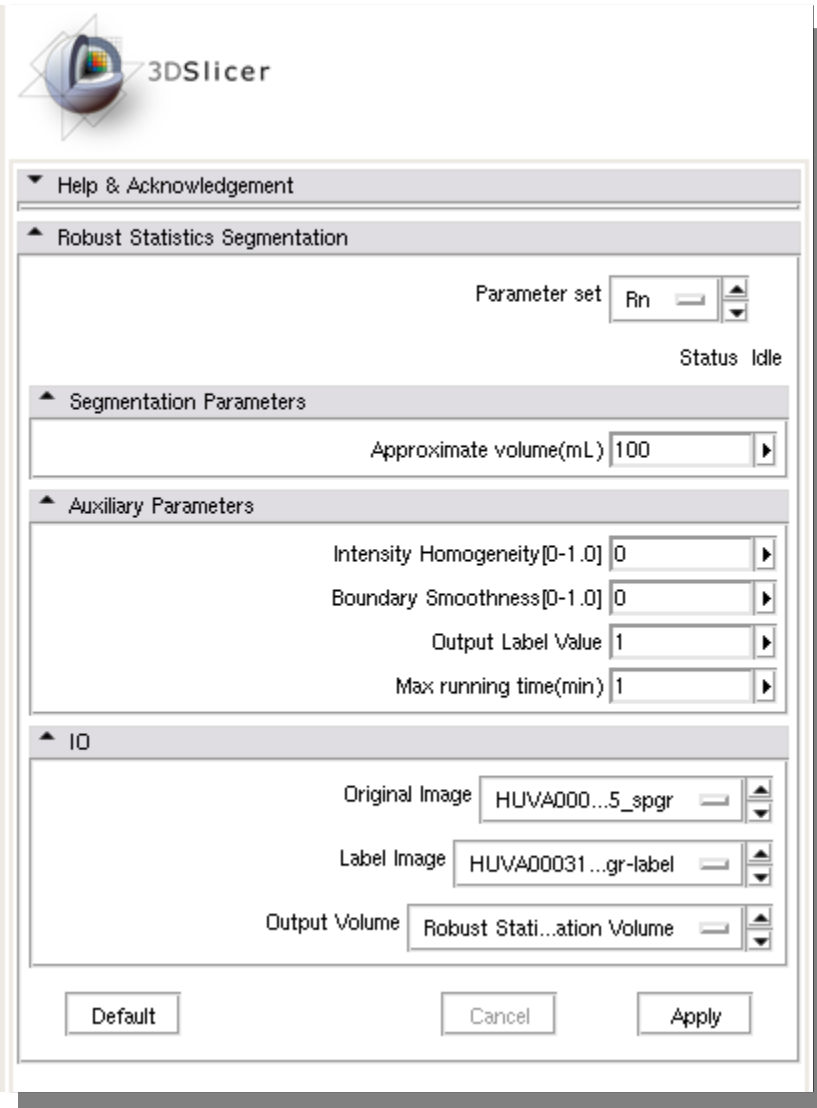 3DSlicer
Help & Acknowledgement
Robust Statistics Segmentation
Parameter set Rn
Status Idle
Segmentation Parameters
Approximate volume(mL) 100
Auxiliary Parameters
Intensity Homogeneity[0-1.0] 0
Boundary Smoothness[0-1.0] 0
Output Label Value 1
Max running time(min) 1
IO
Original Image HUVA000...5_spgr
Label Image HUVA00031...gr-label
Output Volume Robust Stati...ation Volume
Default Cancel Apply